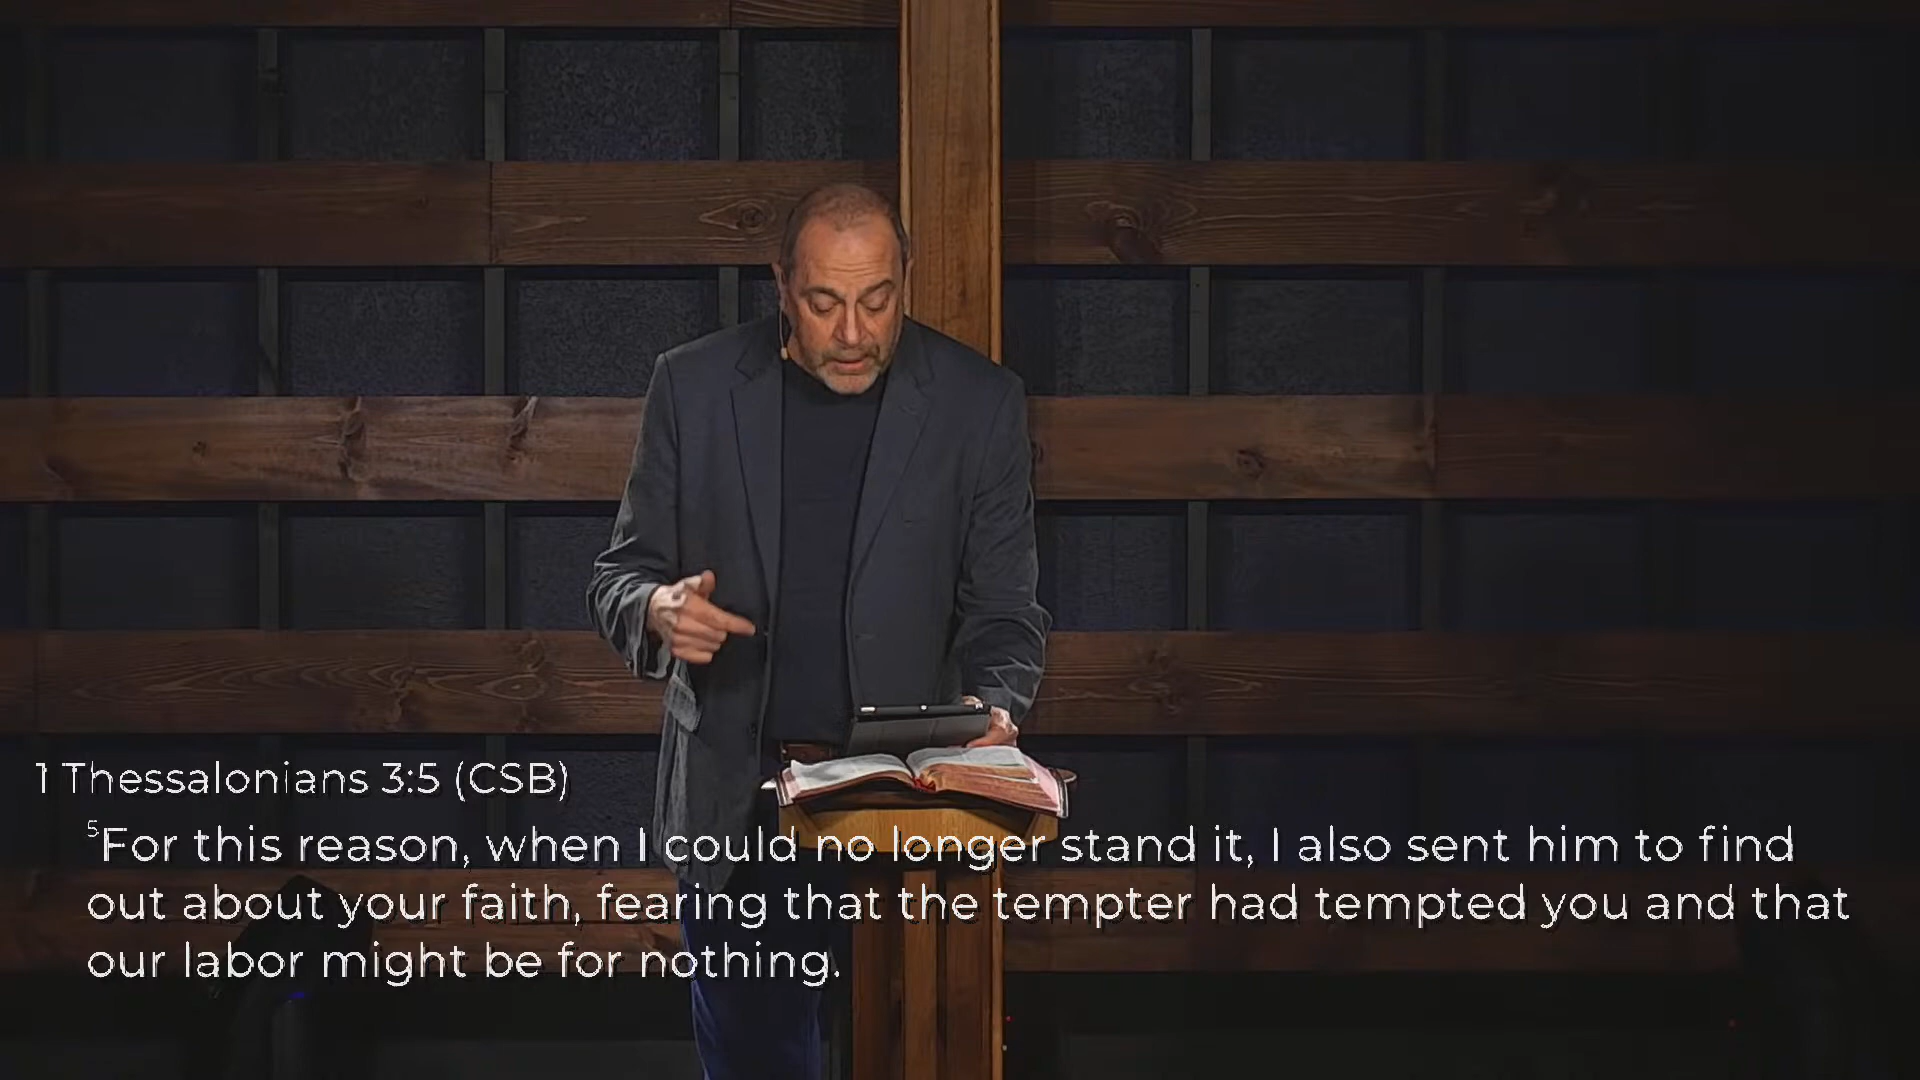 1 Thessalonians 3:5 (CSB)
5For this reason, when I could no longer stand it, I also sent him to find
out about your faith, fearing that the tempter had tempted you and that
our labor might be for nothing.